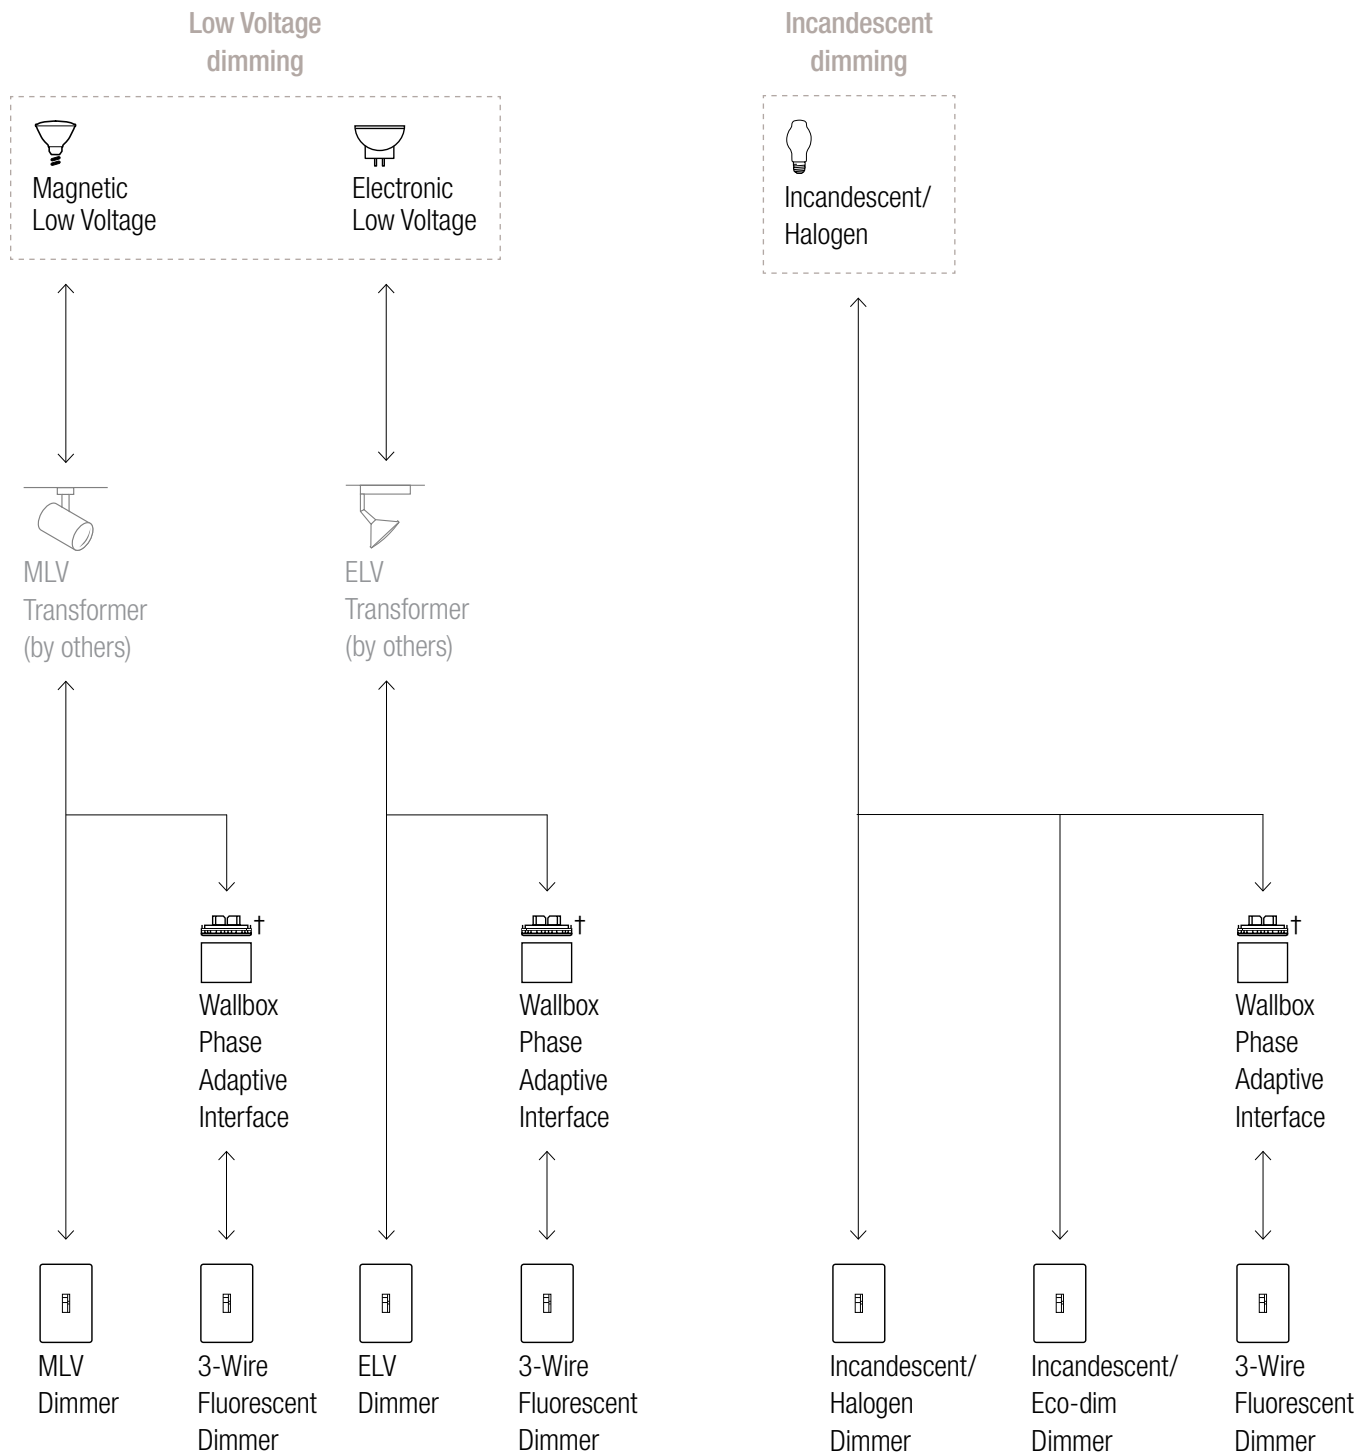 Low Voltage
dimming
Incandescent
dimming
Magnetic
Low Voltage
Electronic
Low Voltage
Incandescent/
Halogen
MLV
Transformer
(by others)
ELV
Transformer
(by others)
†
Wallbox
Phase
Adaptive
Interface
†
Wallbox
Phase
Adaptive
Interface
†
Wallbox
Phase
Adaptive
Interface
MLV
Dimmer
3-Wire
Fluorescent
Dimmer
ELV
Dimmer
3-Wire
Fluorescent
Dimmer
Incandescent/
Halogen
Dimmer
Incandescent/
Eco-dim
Dimmer
3-Wire
Fluorescent
Dimmer